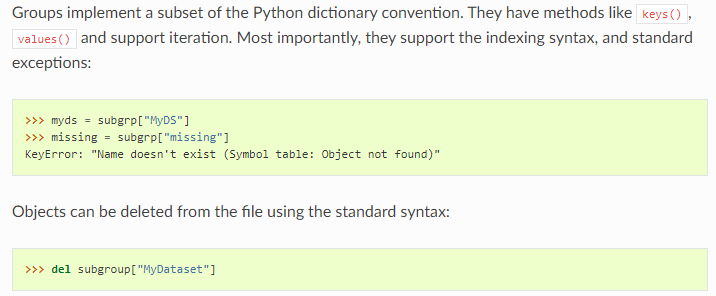 Groups implement a subset of the Python dictionary convention. They have methods like keys() ,
values() and support iteration. Most importantly, they support the indexing syntax, and standard
exceptions:
>>> myds = subgrp["MyDS"]
>>> missing = subgrp["missing"]
KeyError: "Name doesn't exist (Symbol table: Object not found)"
Objects can be deleted from the file using the standard syntax:
>>> del subgroup["MyDataset"]